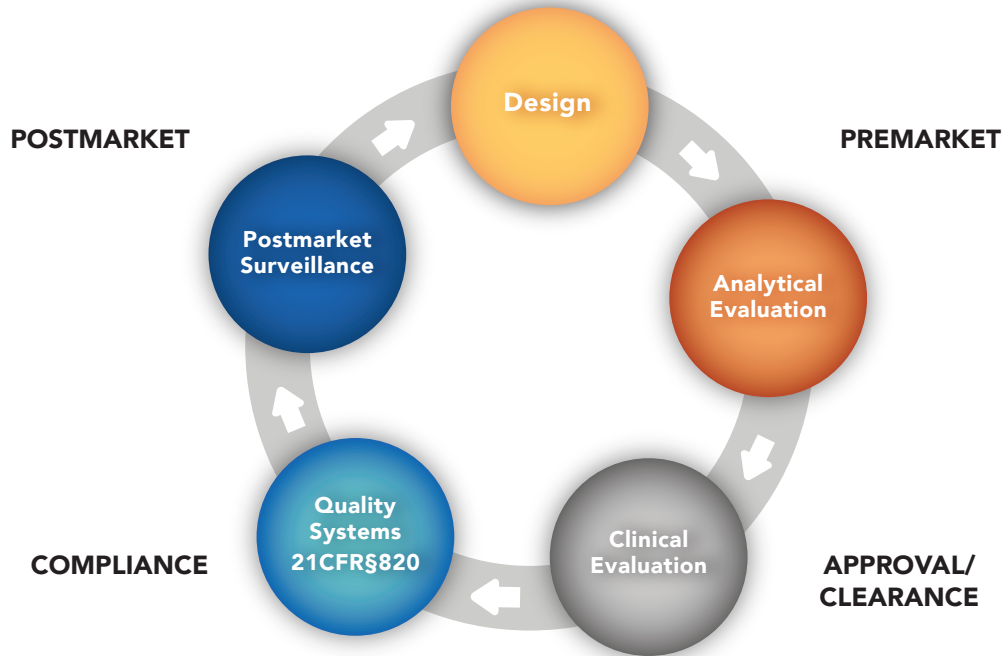 Design
POSTMARKET
PREMARKET
Postmarket
Surveillance
Analytical
Evaluation
Quality
Systems
21CFR§820
Clinical
Evaluation
COMPLIANCE
APPROVAL/
CLEARANCE